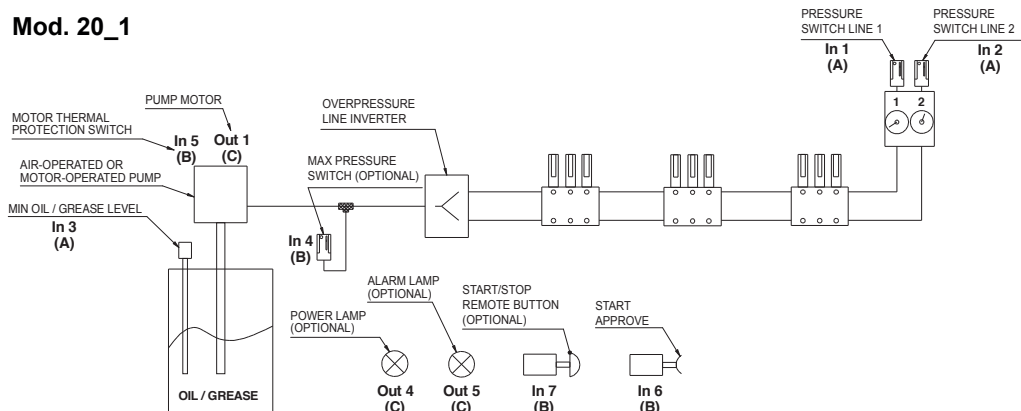 Mod. 20_1
PRESSURE
SWITCH LINE 1
In 1
(A)
PRESSURE
SWITCH LINE 2
In 2
(A)
1 2
PUMP MOTOR
Out 1
(C)
MOTOR THERMAL
PROTECTION SWITCH
In 5
(B)
AIR-OPERATED OR
MOTOR-OPERATED PUMP
MIN OIL / GREASE LEVEL
In 3
(A)
OVERPRESSURE
LINE INVERTER
MAX PRESSURE
SWITCH (OPTIONAL)
In 4
(B)
POWER LAMP
(OPTIONAL)
Out 4
(C)
ALARM LAMP
(OPTIONAL)
Out 5
(C)
START/STOP
REMOTE BUTTON
(OPTIONAL)
In 7
(B)
START
APPROVE
In 6
(B)
OIL / GREASE